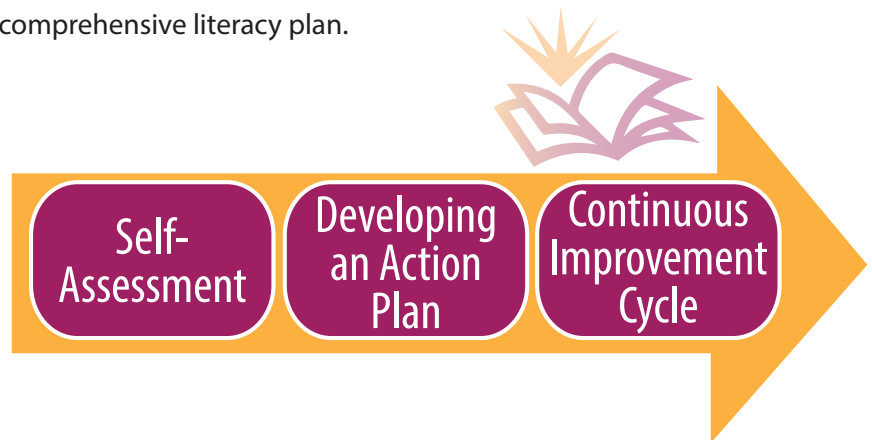 comprehensive literacy plan.
Self-
Assessment
Developing
an Action
Plan
Continuous
Improvement
Cycle